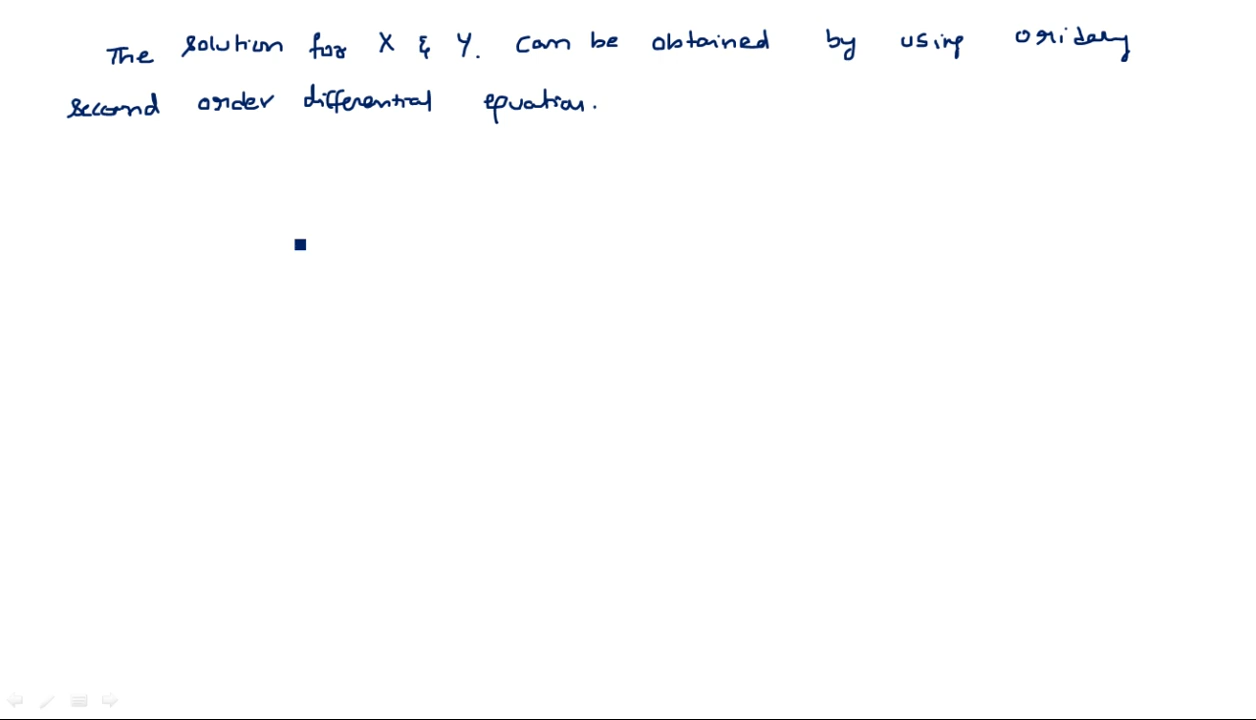 The solution for X & Y. can be obtained by using oridary
second order differential equation.